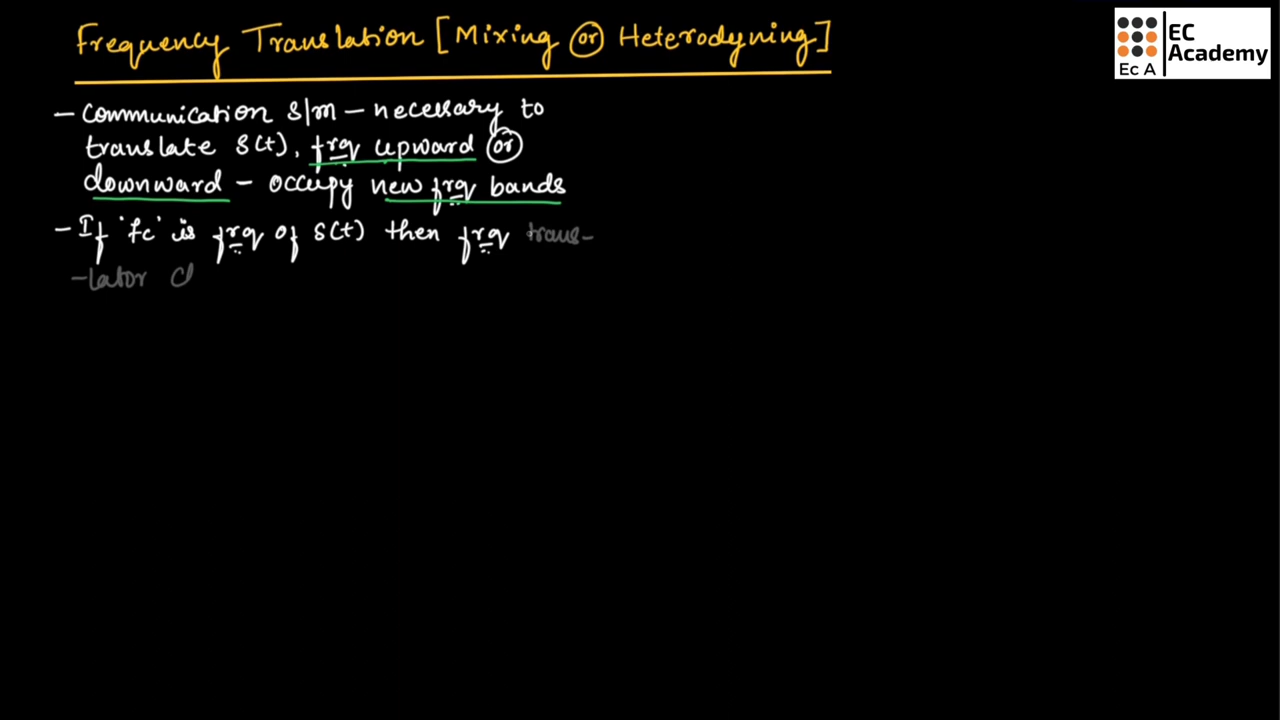 Frequency Translation [Mixing or Heterodyning]
EC
Academy
Ec A
- Communication S/m - necessary to
translate S(t), frq upward or
downward - occupy new frq bands
- If 'fc' is frq of S(t) then frq trans-
-lator